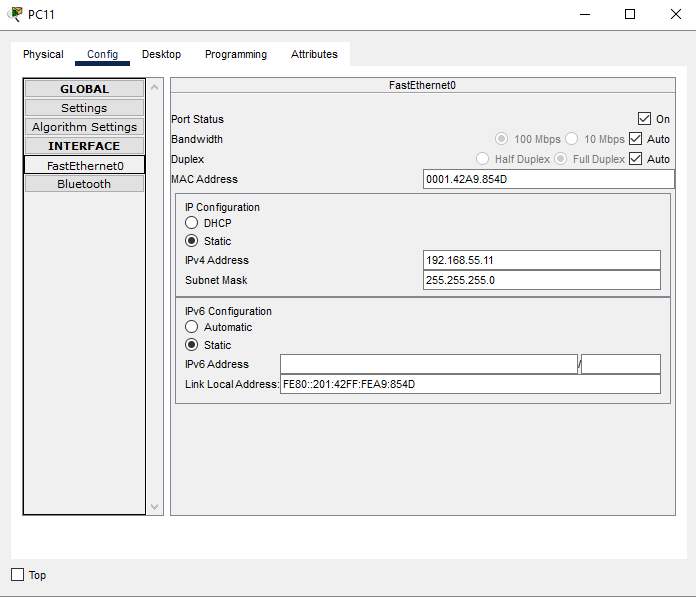 PC11
Physical Config Desktop Programming Attributes
GLOBAL
Settings
Algorithm Settings
INTERFACE
FastEthernet0
Bluetooth
FastEthernet0
Port Status On
Bandwidth 100 Mbps 10 Mbps Auto
Duplex Half Duplex Full Duplex Auto
MAC Address 0001.42A9.854D
IP Configuration
DHCP
Static
IPv4 Address 192.168.55.11
Subnet Mask 255.255.255.0
IPv6 Configuration
Automatic
Static
IPv6 Address /
Link Local Address: FE80::201:42FF:FEA9:854D
Top